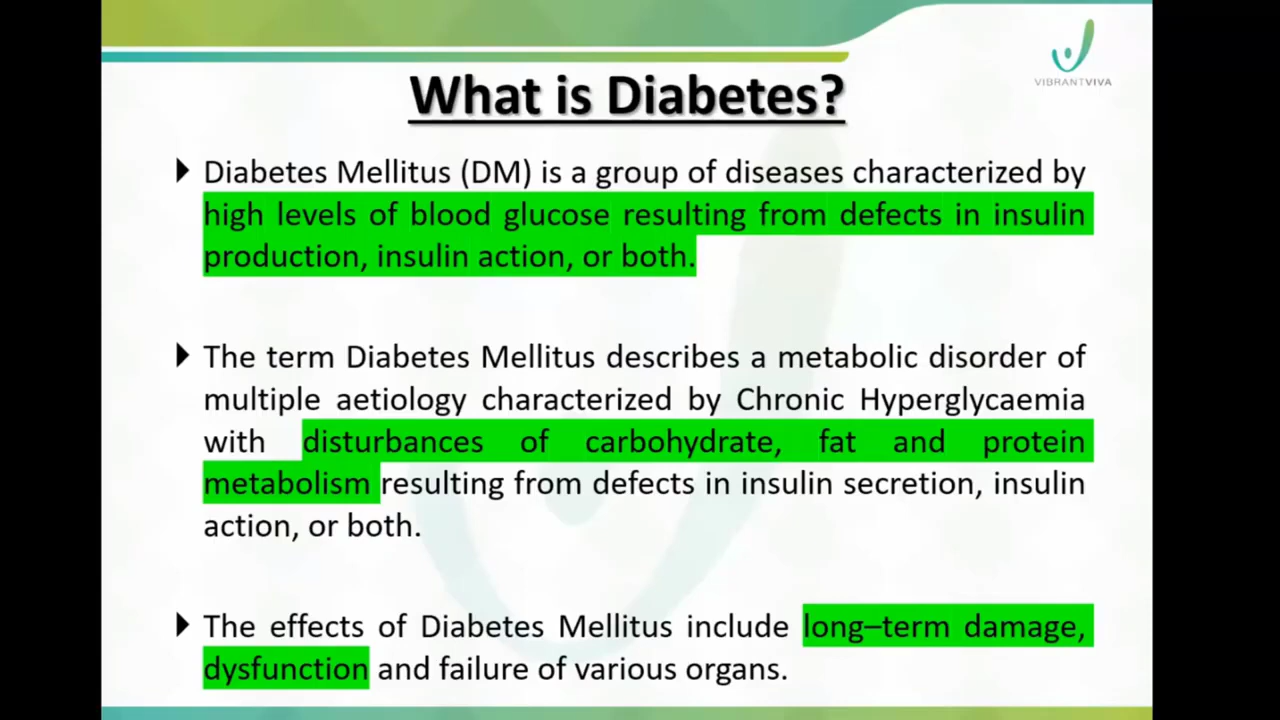 VIBRANTVIVA
What is Diabetes?
Diabetes Mellitus (DM) is a group of diseases characterized by
high levels of blood glucose resulting from defects in insulin
production, insulin action, or both.
The term Diabetes Mellitus describes a metabolic disorder of
multiple aetiology characterized by Chronic Hyperglycaemia
with disturbances of carbohydrate, fat and protein
metabolism resulting from defects in insulin secretion, insulin
action, or both.
The effects of Diabetes Mellitus include long–term damage,
dysfunction and failure of various organs.